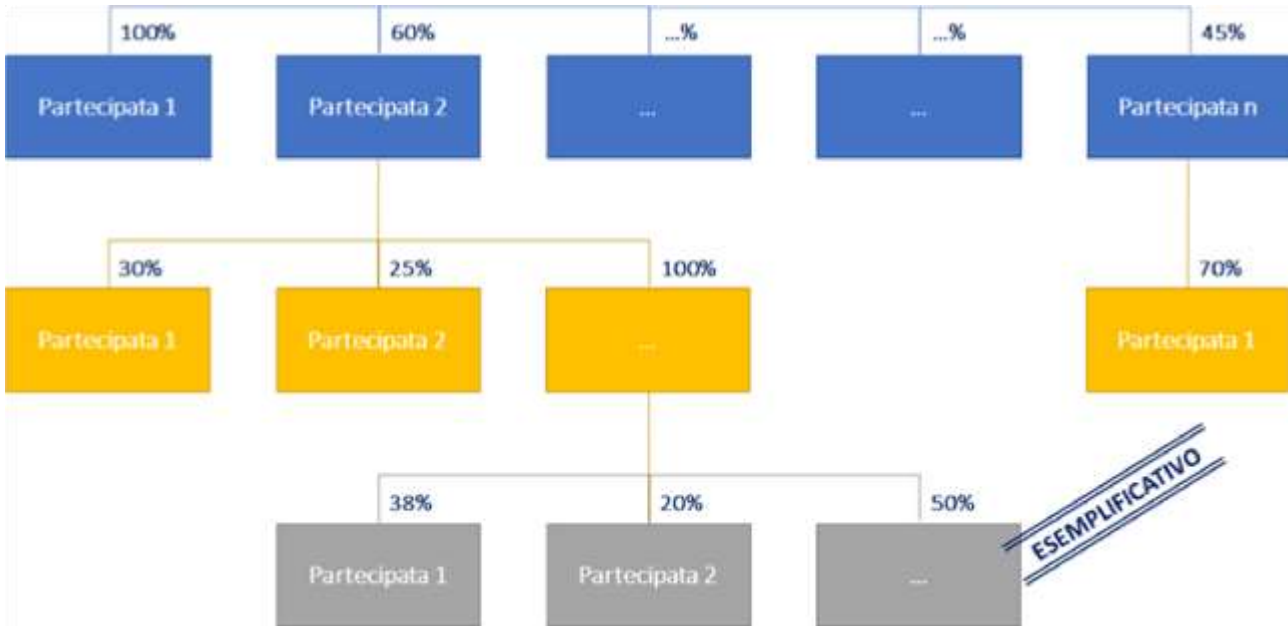 100%
60%
...%
...%
45%
Partecipata 1
Partecipata 2
...
...
Partecipata n
30%
25%
100%
70%
Partecipata 1
Partecipata 2
...
Partecipata 1
38%
20%
50%
Partecipata 1
Partecipata 2
...
ESEMPLIFICATIVO